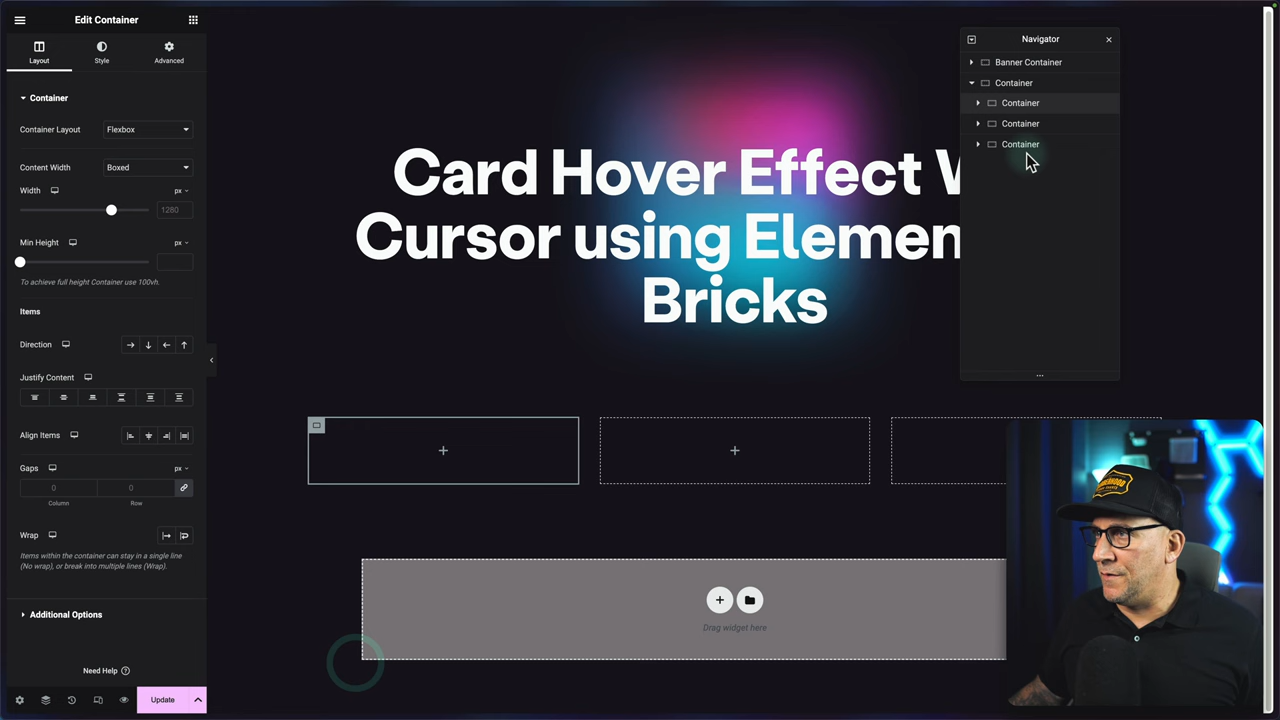 Edit Container
Layout
Style
Advanced
Container
Container Layout
Flexbox
Content Width
Boxed
Width
px
1280
Min Height
px
To achieve full height Container use 100vh.
Items
Direction
Justify Content
Align Items
Gaps
px
0
0
Column
Row
Wrap
Items within the container can stay in a single line
(No wrap), or break into multiple lines (Wrap).
Additional Options
Need Help
Update
Card Hover Effect
Cursor using Elemen
Bricks
Drag widget here
Navigator
Banner Container
Container
Container
Container
Container